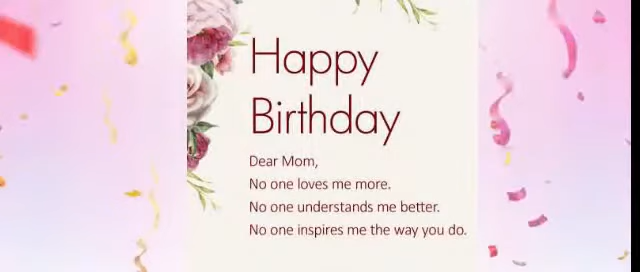 Happy
Birthday
Dear Mom,
No one loves me more.
No one understands me better.
No one inspires me the way you do.